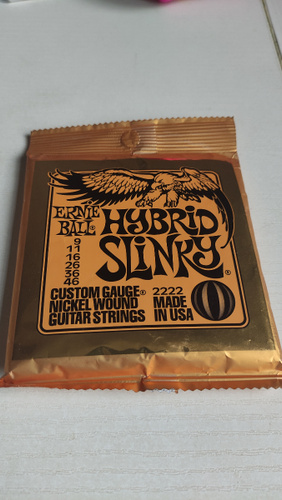 ERNIE
BALL®
HYBRID
SLINKY®
9
11
16
26
36
46
CUSTOM GAUGE®
NICKEL WOUND
GUITAR STRINGS
2222
MADE
IN USA